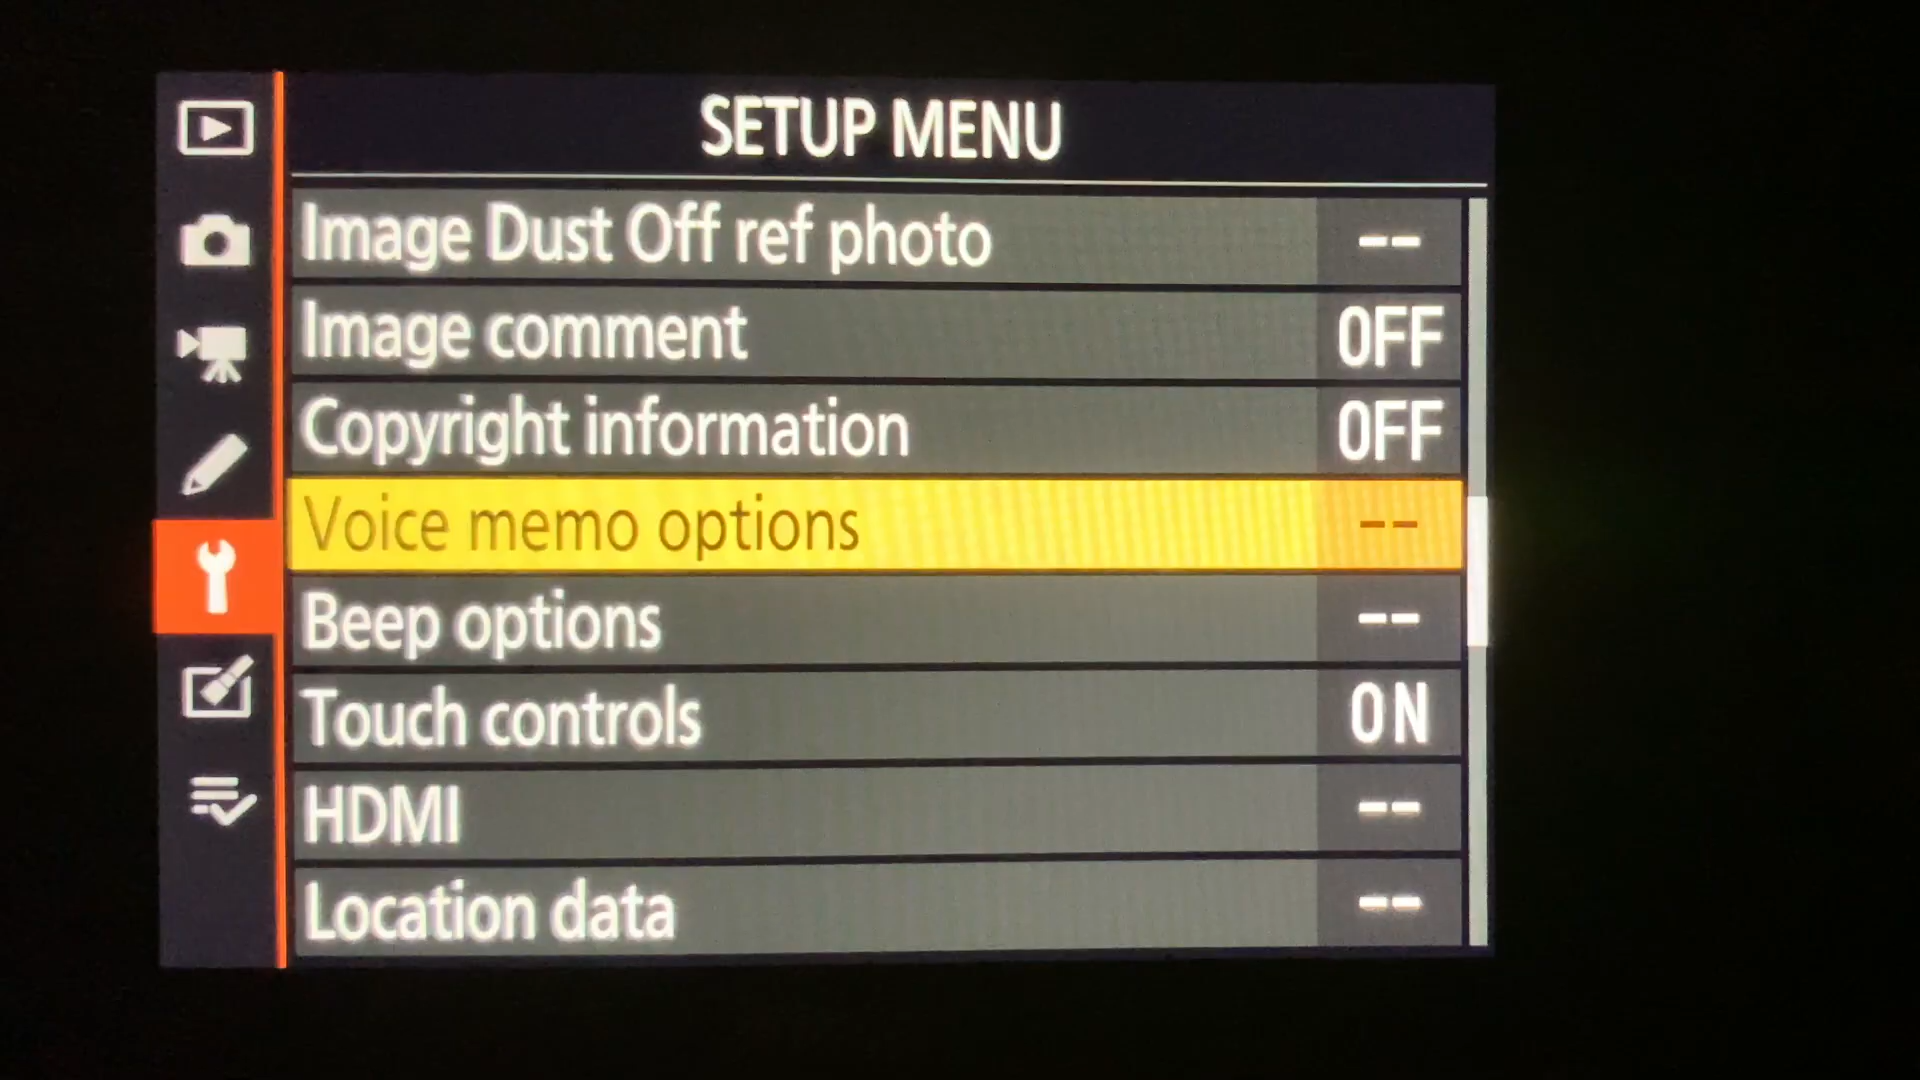 SETUP MENU
Image Dust Off ref photo --
Image comment OFF
Copyright information OFF
Voice memo options --
Beep options --
Touch controls ON
HDMI --
Location data --